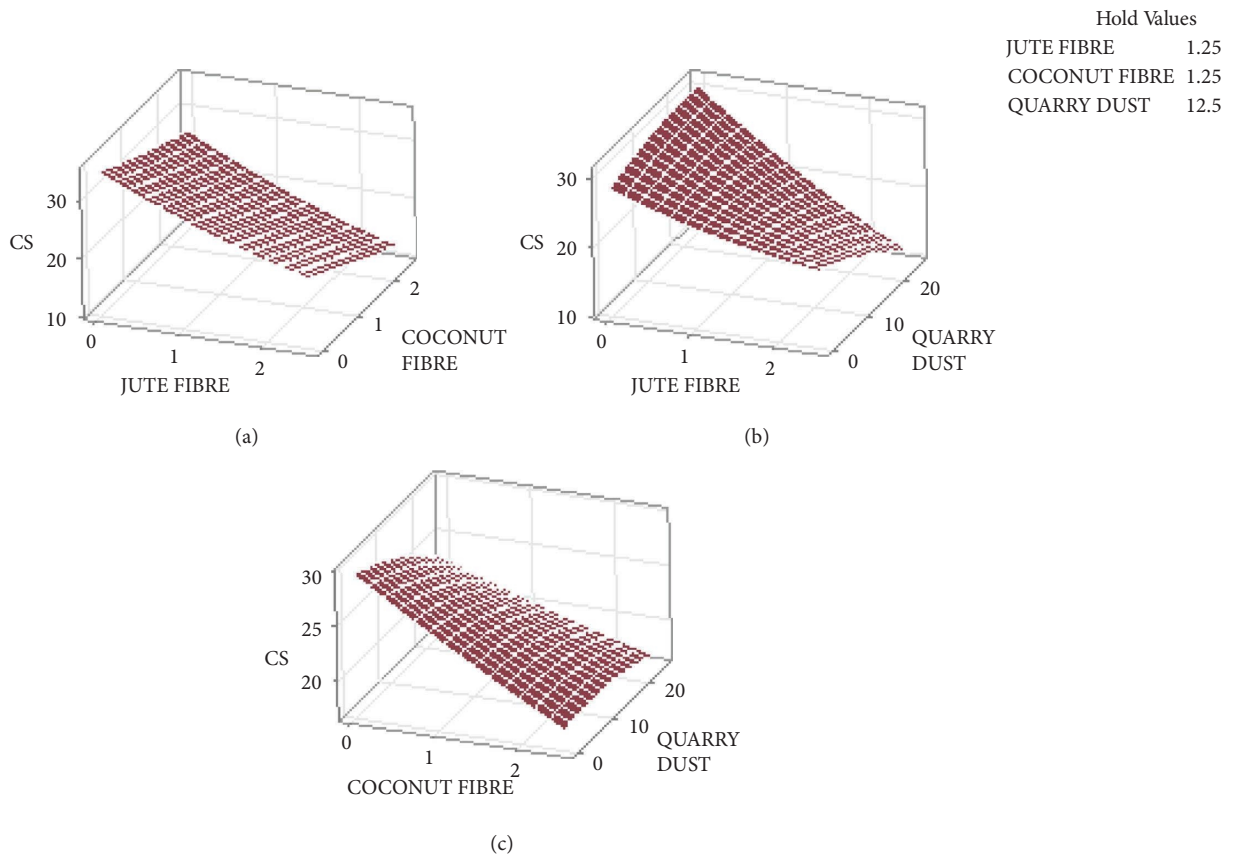 Hold Values
JUTE FIBRE 1.25
COCONUT FIBRE 1.25
QUARRY DUST 12.5
30
CS
20
10
0
1
2
JUTE FIBRE
0
1
2
COCONUT
FIBRE
(a)
30
CS
20
10
0
1
2
JUTE FIBRE
0
10
20
QUARRY
DUST
(b)
30
25
CS
20
0
1
2
COCONUT FIBRE
0
10
20
QUARRY
DUST
(c)